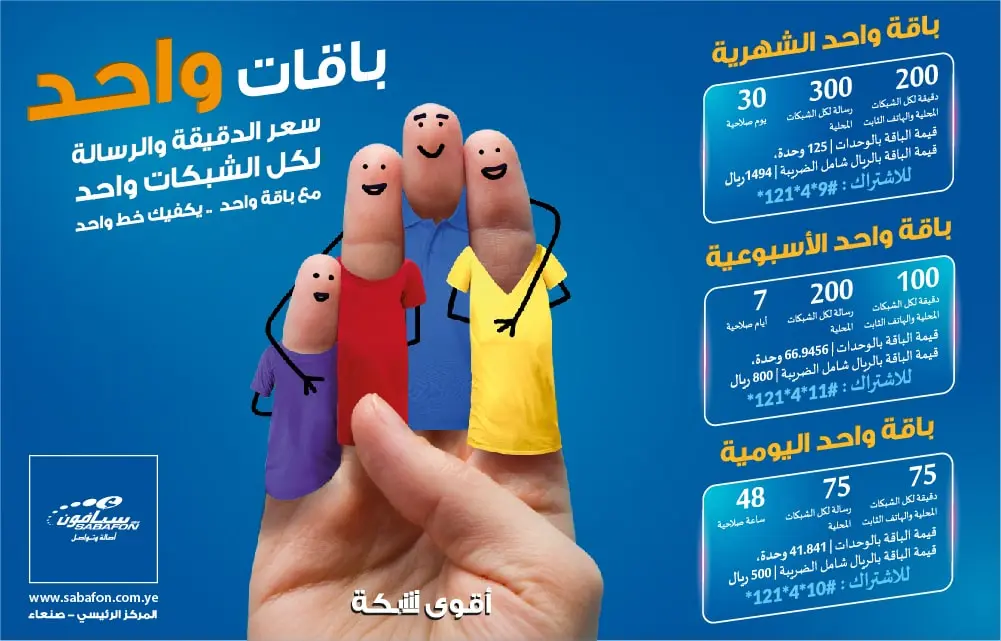 باقات واحد
سعر الدقيقة والرسالة
لكل الشبكات واحد
مع باقة واحد .. يكفيك خط واحد
باقة واحد الشهرية
200
دقيقة لكل الشبكات
المحلية والهاتف الثابت
300
رسالة لكل الشبكات
المحلية
30
يوم صلاحية
قيمة الباقة بالوحدات | 125 وحدة،
قيمة الباقة بالريال شامل الضريبة | 1494ريال
للاشتراك : #9*4*121*
باقة واحد الأسبوعية
100
دقيقة لكل الشبكات
المحلية والهاتف الثابت
200
رسالة لكل الشبكات
المحلية
7
أيام صلاحية
قيمة الباقة بالوحدات | 66.9456 وحدة،
قيمة الباقة بالريال شامل الضريبة | 800 ريال
للاشتراك : #11*4*121*
باقة واحد اليومية
75
دقيقة لكل الشبكات
المحلية والهاتف الثابت
75
رسالة لكل الشبكات
المحلية
48
ساعة صلاحية
قيمة الباقة بالوحدات | 41.841 وحدة،
قيمة الباقة بالريال شامل الضريبة | 500 ريال
للاشتراك : #10*4*121*
سبأفون
SABAFON
أصالة وتواصل
www.sabafon.com.ye
المركز الرئيسي – صنعاء
أقوى شبكة